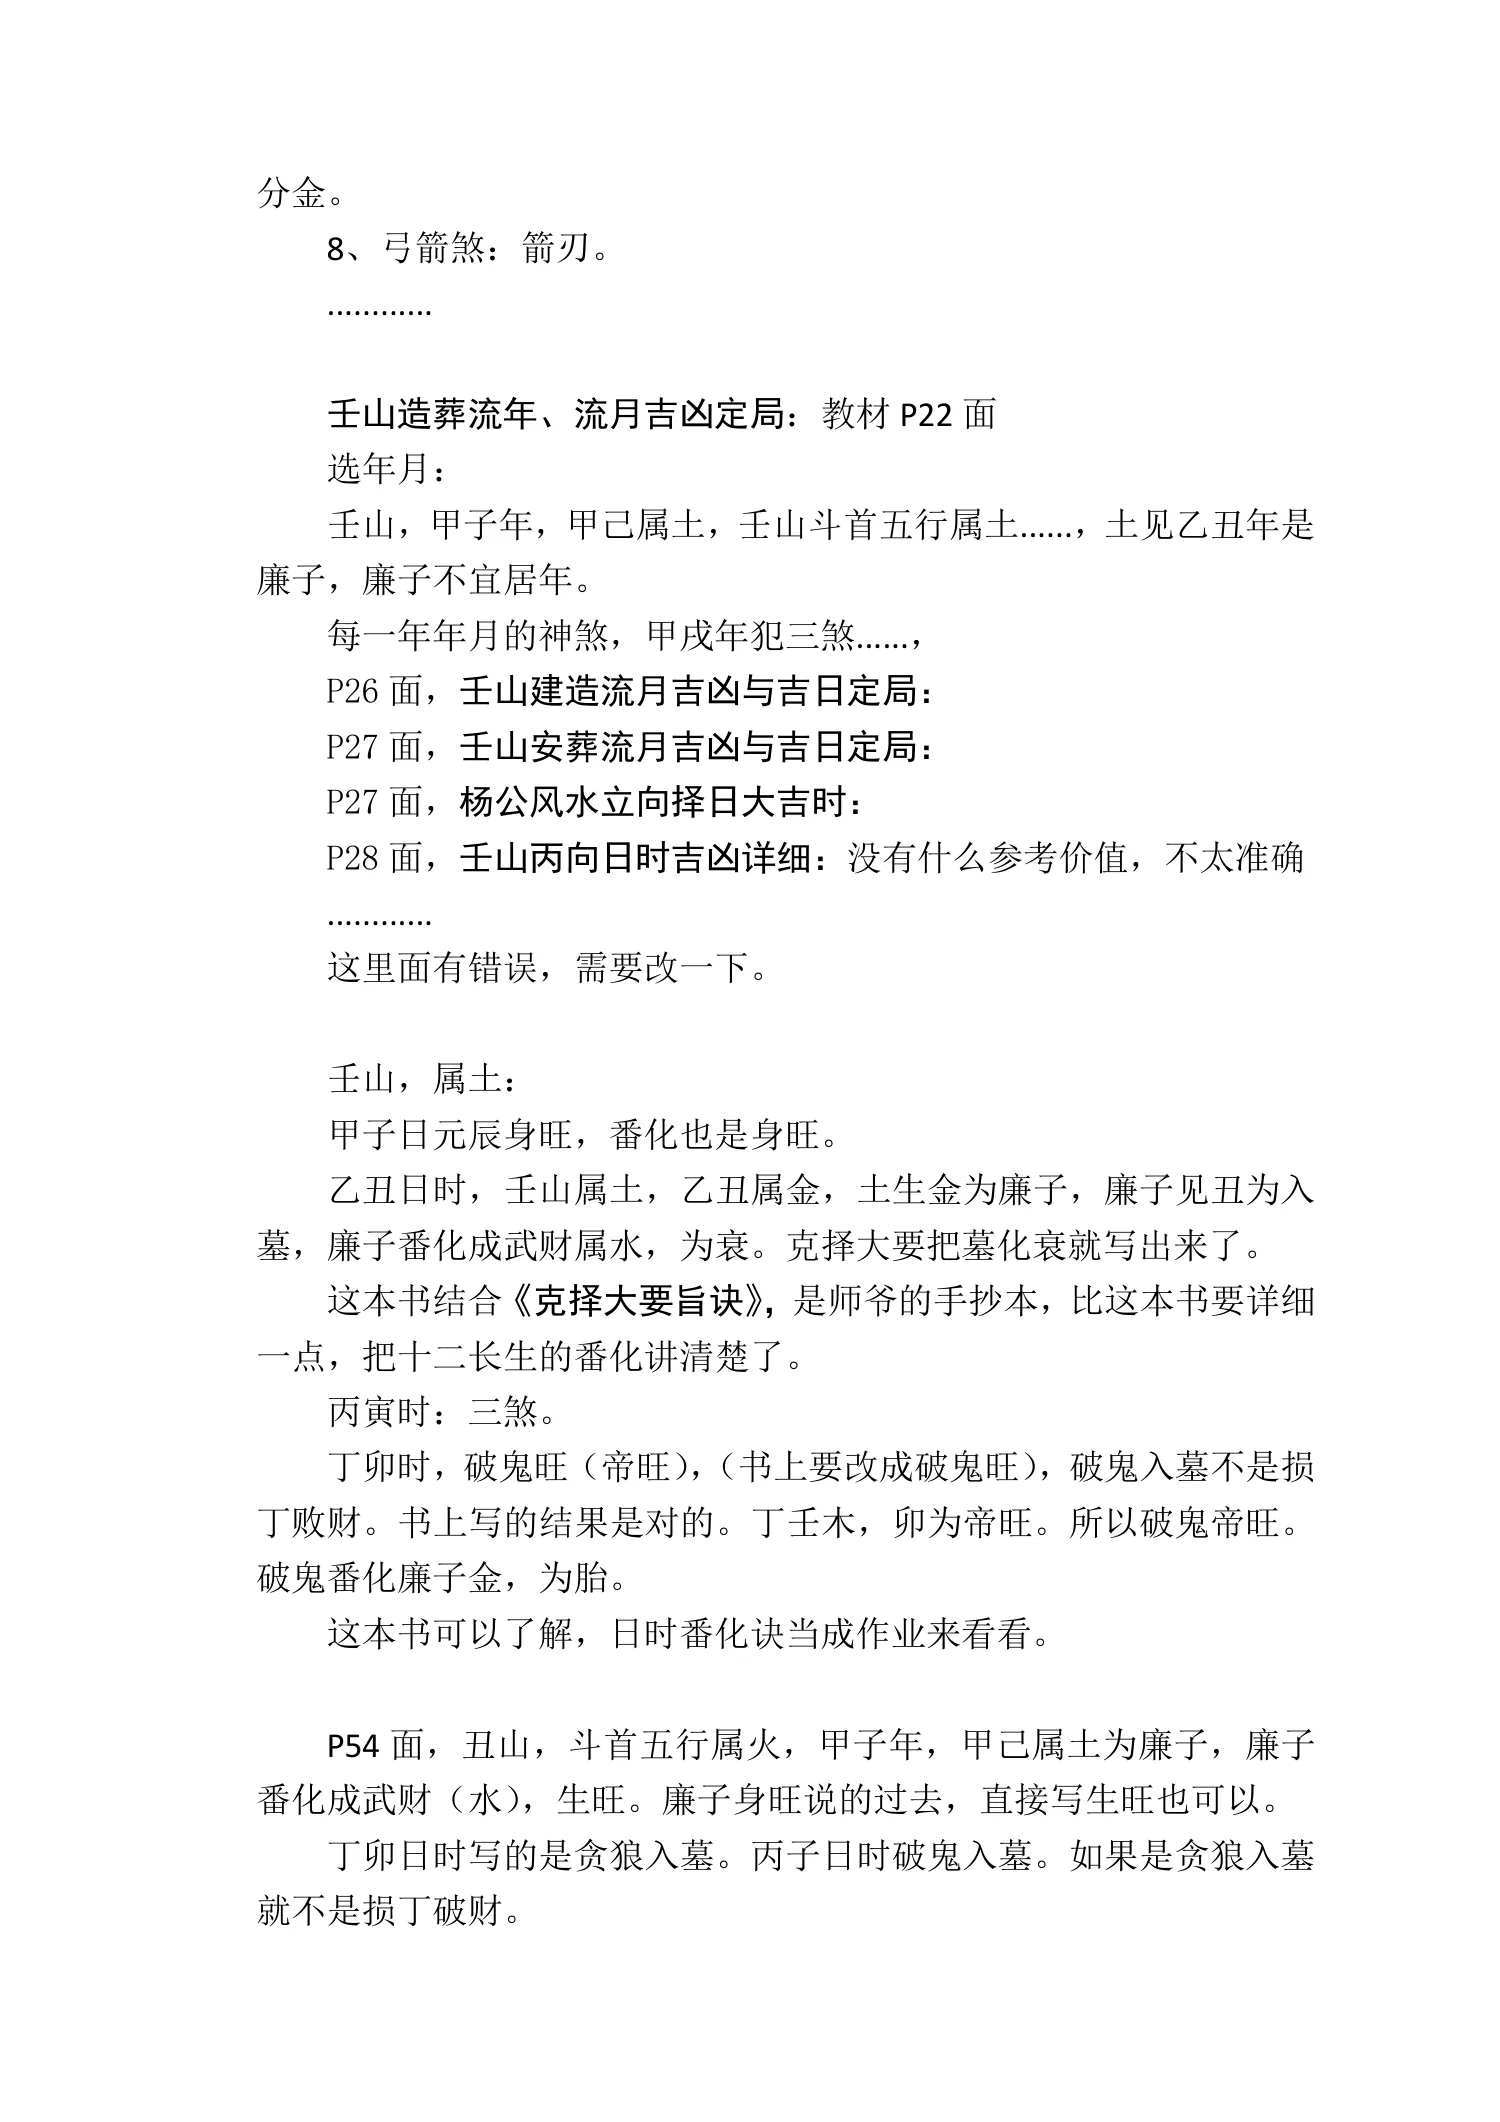 分金。
8、弓箭煞：箭刃。
…………
壬山造葬流年、流月吉凶定局：教材 P22 面
选年月：
壬山，甲子年，甲己属土，壬山斗首五行属土……，土见乙丑年是
廉子，廉子不宜居年。
每一年年月的神煞，甲戌年犯三煞……，
P26 面，壬山建造流月吉凶与吉日定局：
P27 面，壬山安葬流月吉凶与吉日定局：
P27 面，杨公风水立向择日大吉时：
P28 面，壬山丙向日时吉凶详细：没有什么参考价值，不太准确
…………
这里面有错误，需要改一下。
壬山，属土：
甲子日元辰身旺，番化也是身旺。
乙丑日时，壬山属土，乙丑属金，土生金为廉子，廉子见丑为入
墓，廉子番化成武财属水，为衰。克择大要把墓化衰就写出来了。
这本书结合《克择大要旨诀》，是师爷的手抄本，比这本书要详细
一点，把十二长生的番化讲清楚了。
丙寅时：三煞。
丁卯时，破鬼旺（帝旺），（书上要改成破鬼旺），破鬼入墓不是损
丁败财。书上写的结果是对的。丁壬木，卯为帝旺。所以破鬼帝旺。
破鬼番化廉子金，为胎。
这本书可以了解，日时番化诀当成作业来看看。
P54 面，丑山，斗首五行属火，甲子年，甲己属土为廉子，廉子
番化成武财（水），生旺。廉子身旺说的过去，直接写生旺也可以。
丁卯日时写的是贪狼入墓。丙子日时破鬼入墓。如果是贪狼入墓
就不是损丁破财。